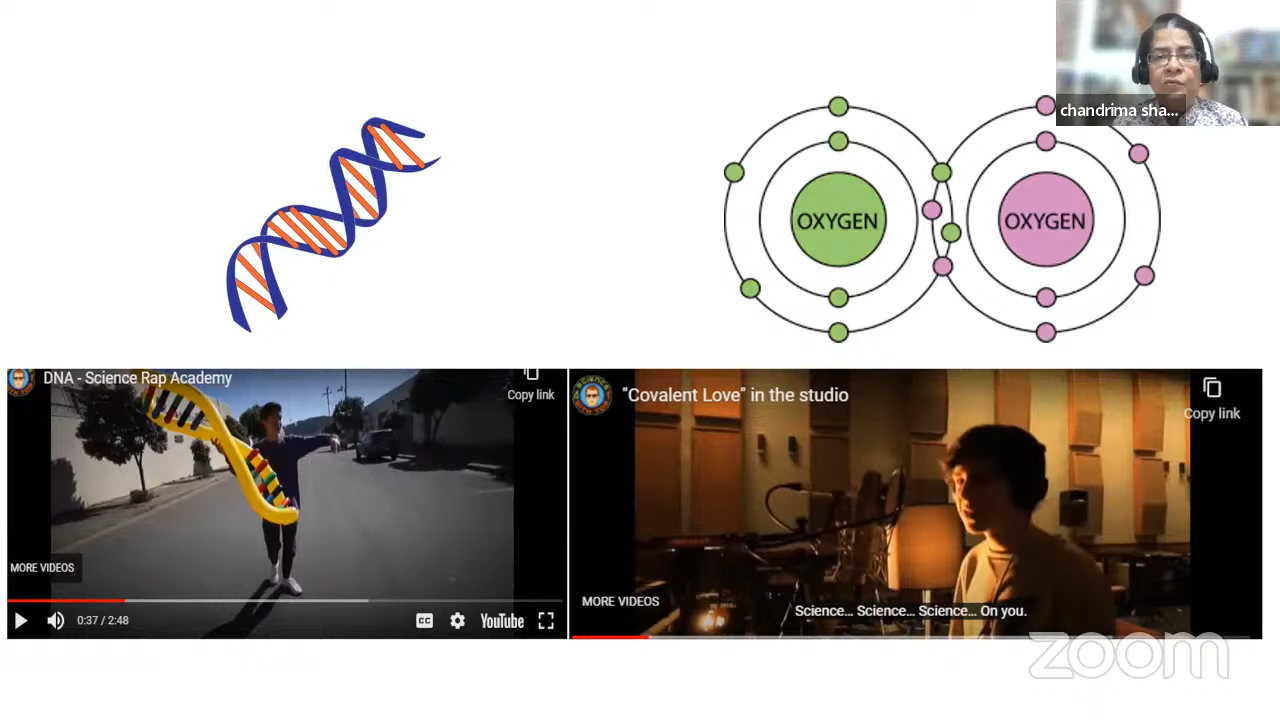 chandrima sha...
OXYGEN
OXYGEN
DNA - Science Rap Academy
Copy link
MORE VIDEOS
0:37 / 2:48
CC
YouTube
"Covalent Love" in the studio
Copy link
MORE VIDEOS
Science... Science... Science... On you.
zoom